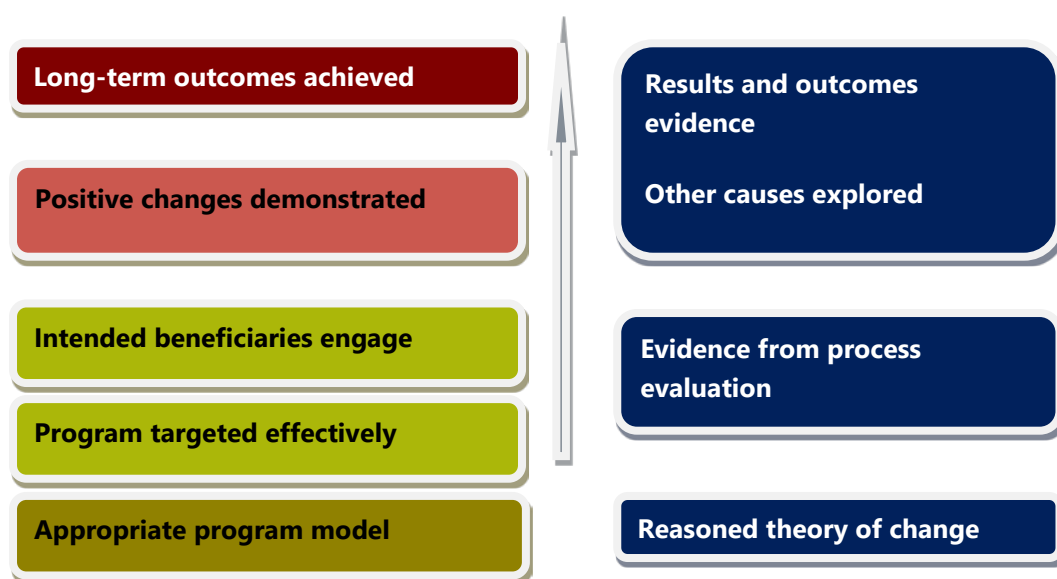 Long-term outcomes achieved
Positive changes demonstrated
Intended beneficiaries engage
Program targeted effectively
Appropriate program model
Results and outcomes
evidence
Other causes explored
Evidence from process
evaluation
Reasoned theory of change